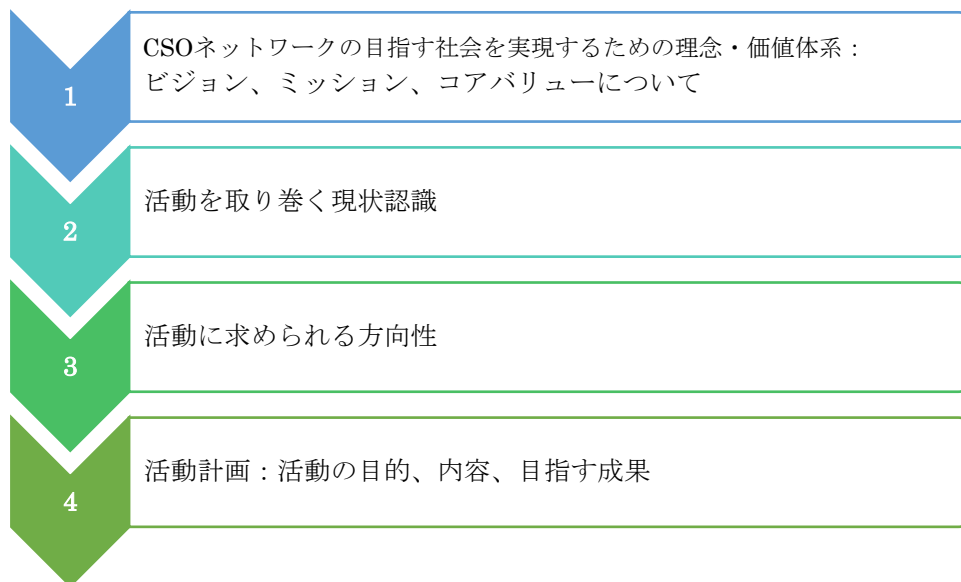 1
CSOネットワークの目指す社会を実現するための理念・価値体系：
ビジョン、ミッション、コアバリューについて
2
活動を取り巻く現状認識
3
活動に求められる方向性
4
活動計画：活動の目的、内容、目指す成果